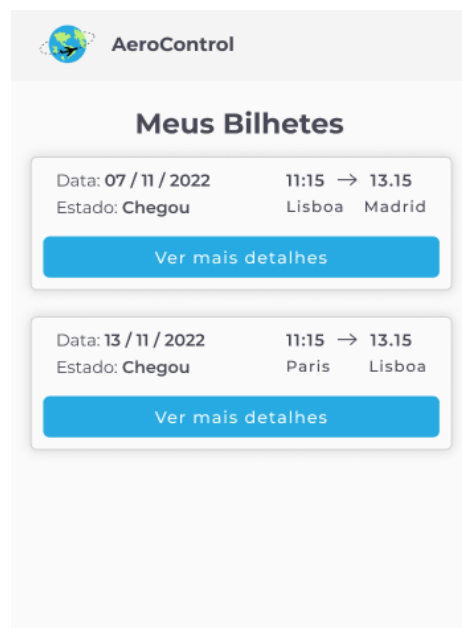 AeroControl
Meus Bilhetes
Data: 07 / 11 / 2022 11:15 → 13.15
Estado: Chegou Lisboa Madrid
Ver mais detalhes
Data: 13 / 11 / 2022 11:15 → 13.15
Estado: Chegou Paris Lisboa
Ver mais detalhes